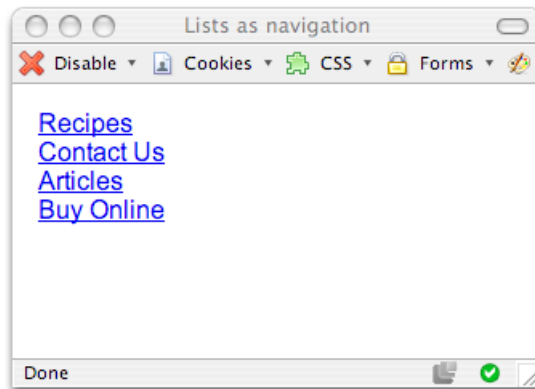 Lists as navigation
Disable Cookies CSS Forms
Recipes
Contact Us
Articles
Buy Online
Done